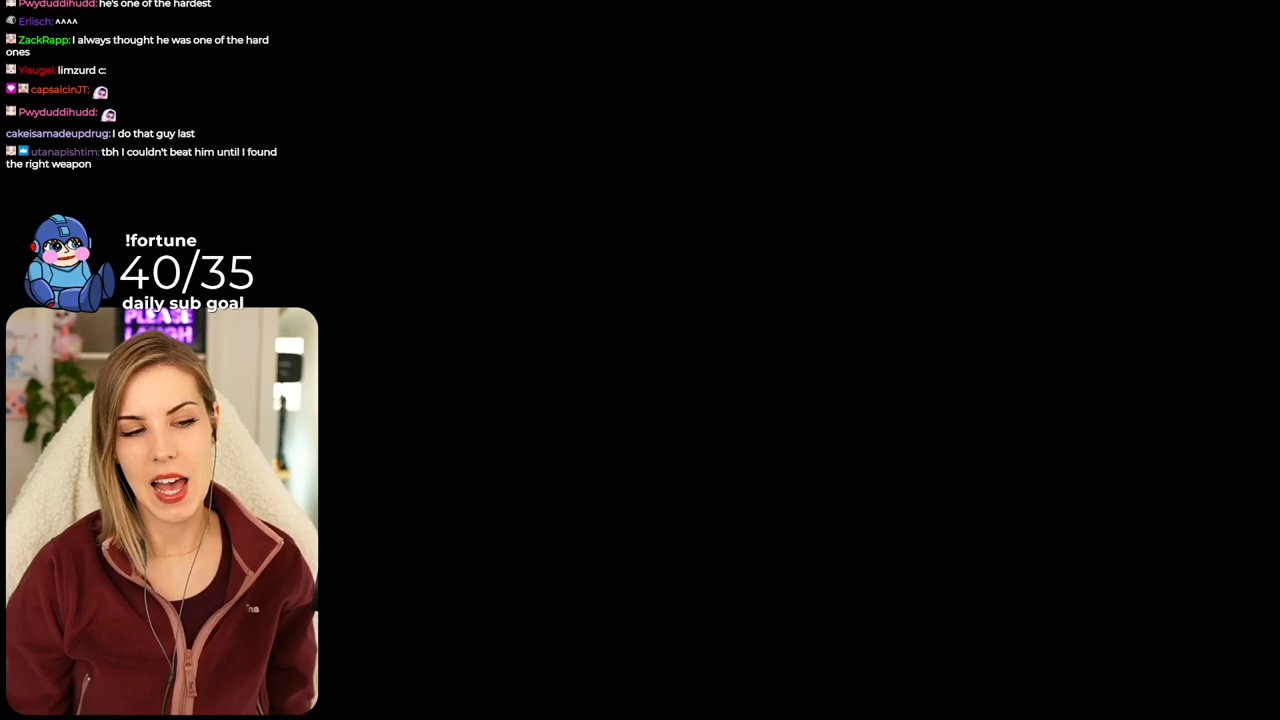 Pwyduddihudd: he's one of the hardest
Erlisch: ^^^^
ZackRapp: I always thought he was one of the hard
ones
Yisugei: limzurd c:
capsaicinJT:
Pwyduddihudd:
cakeisamadeupdrug: I do that guy last
utanapishtim: tbh I couldn't beat him until I found
the right weapon
!fortune
40/35
daily sub goal
PLEASE
LAUGH